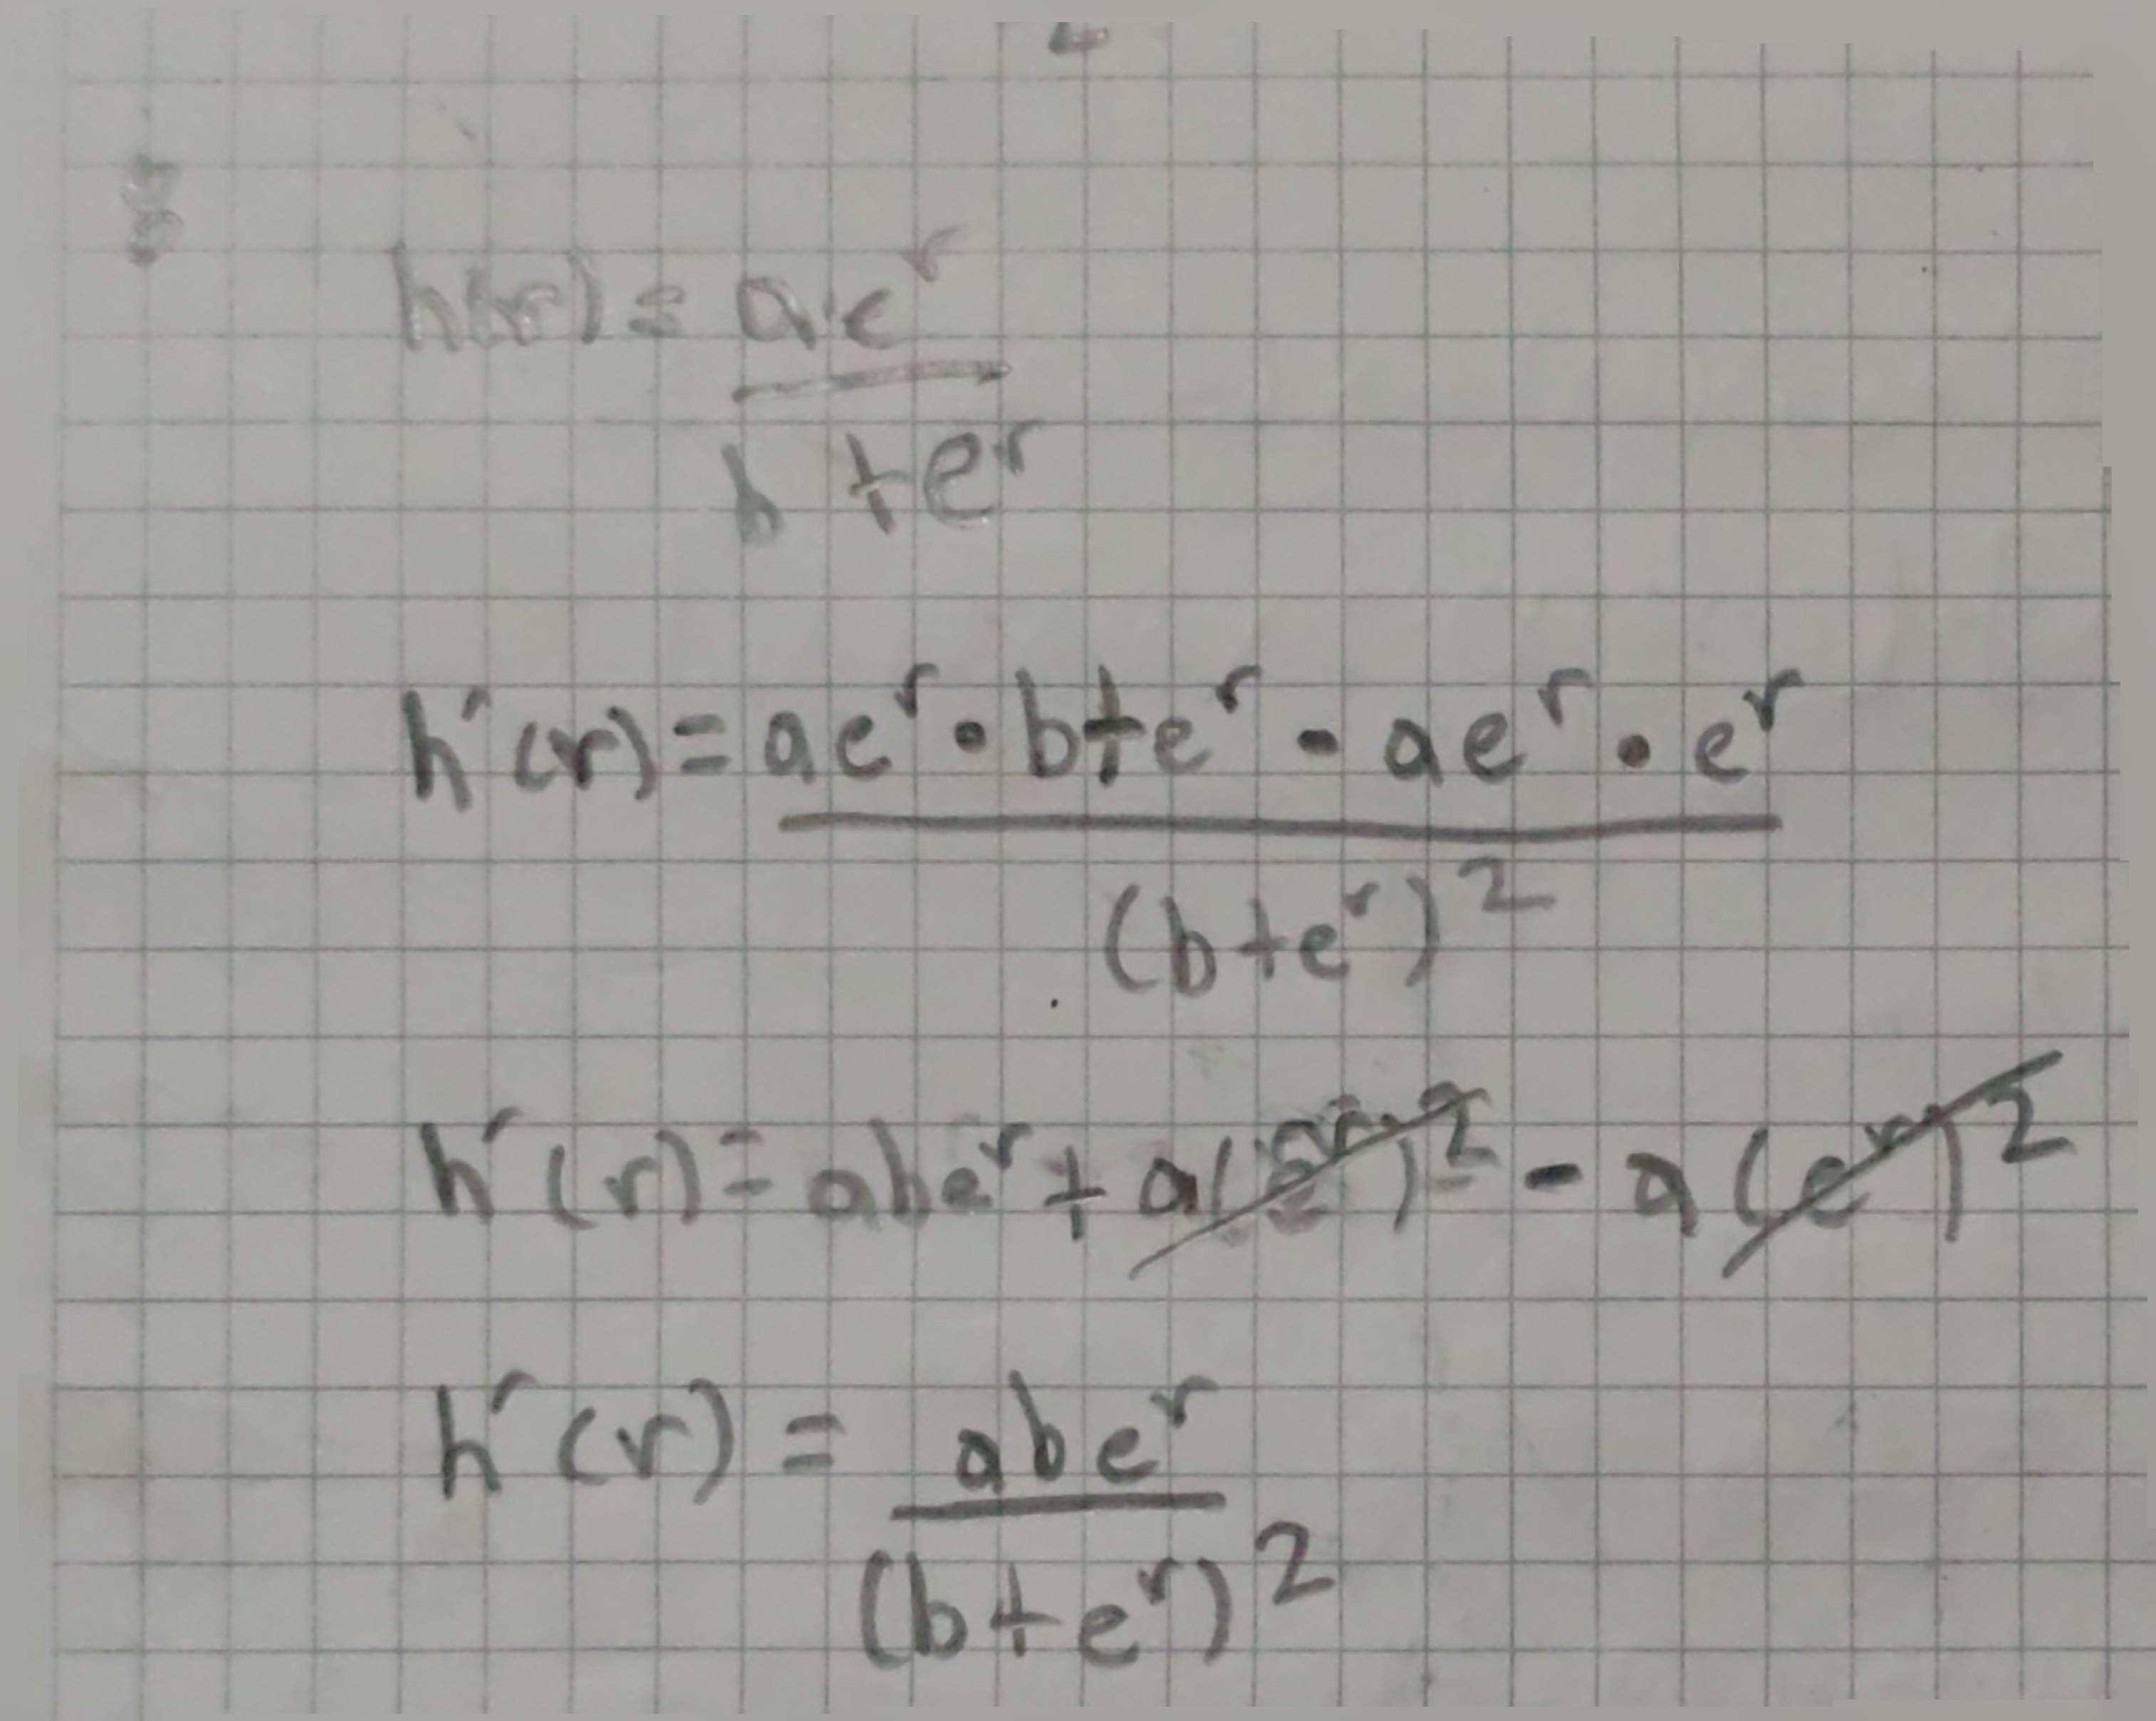 h(r) = ae^r
b + e^r
h'(r) = ae^r • b+e^r - ae^r • e^r
(b+e^r)^2
h'(r) = abe^r + a(e^r)^2 - a(e^r)^2
h'(r) = abe^r
(b+e^r)^2